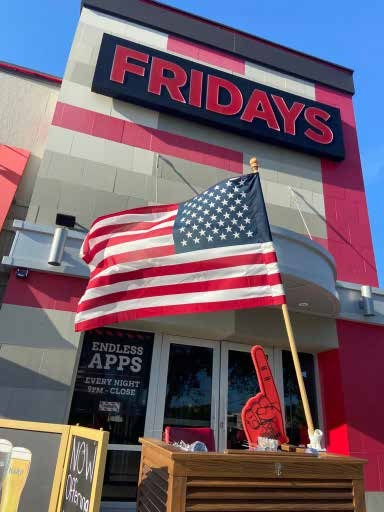 FRIDAYS
ENDLESS
APPS
EVERY NIGHT
9PM - CLOSE
NOW
Offering